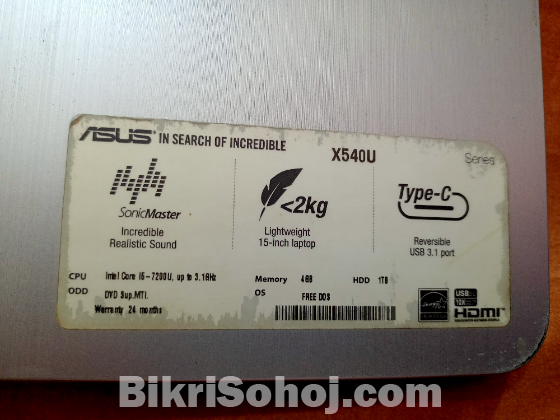 ASUS IN SEARCH OF INCREDIBLE
X540U
Series
SonicMaster
Incredible
Realistic Sound
<2kg
Lightweight
15-inch laptop
Type-C
Reversible
USB 3.1 port
CPU Intel Core i5-7200U, up to 3.1GHz
Memory 4GB HDD 1TB
ODD DVD Sup.MTI.
OS FREE DOS
Warranty 24 months
USB
10X
HDMI
BikriSohoj.com